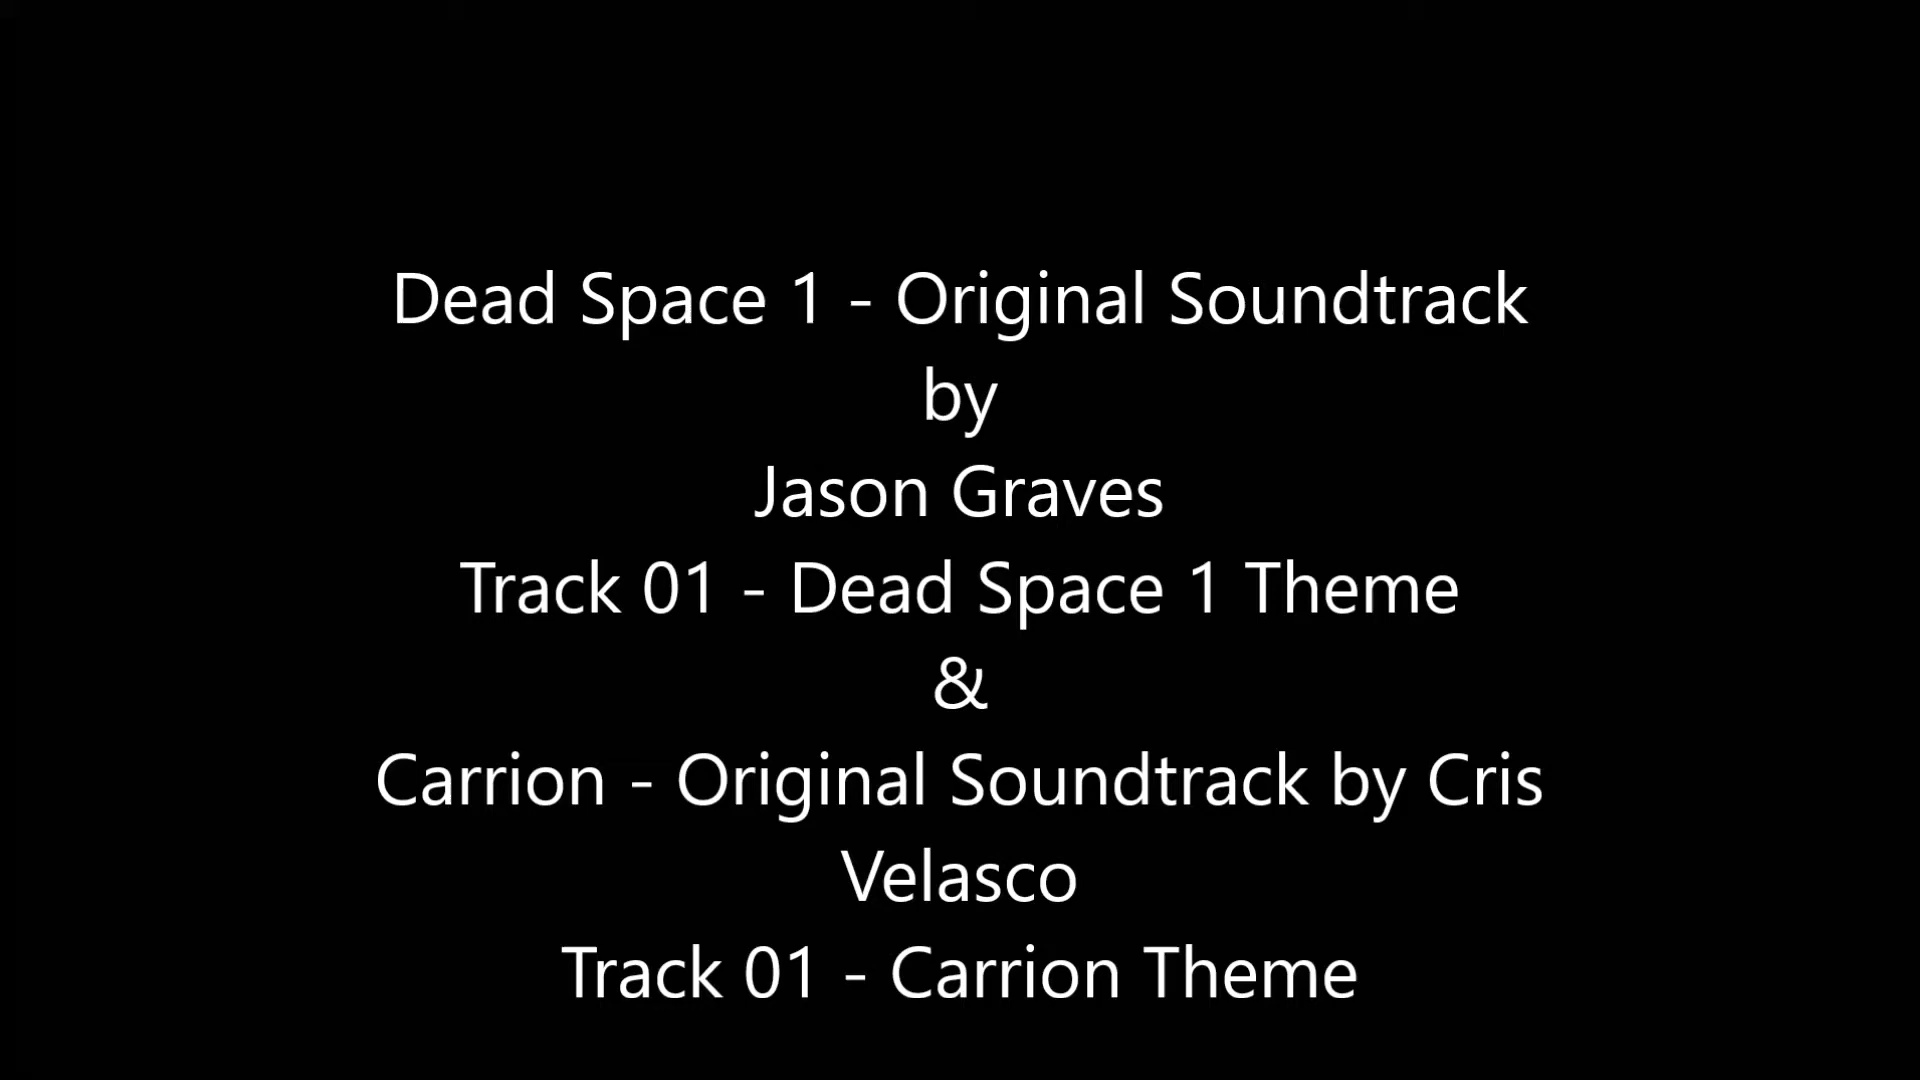 Dead Space 1 - Original Soundtrack
by
Jason Graves
Track 01 - Dead Space 1 Theme
&
Carrion - Original Soundtrack by Cris
Velasco
Track 01 - Carrion Theme